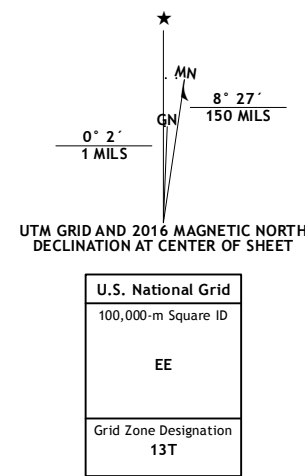 ★
MN
8° 27´
150 MILS
GN
0° 2´
1 MILS
UTM GRID AND 2016 MAGNETIC NORTH
DECLINATION AT CENTER OF SHEET
U.S. National Grid
100,000-m Square ID
EE
Grid Zone Designation
13T